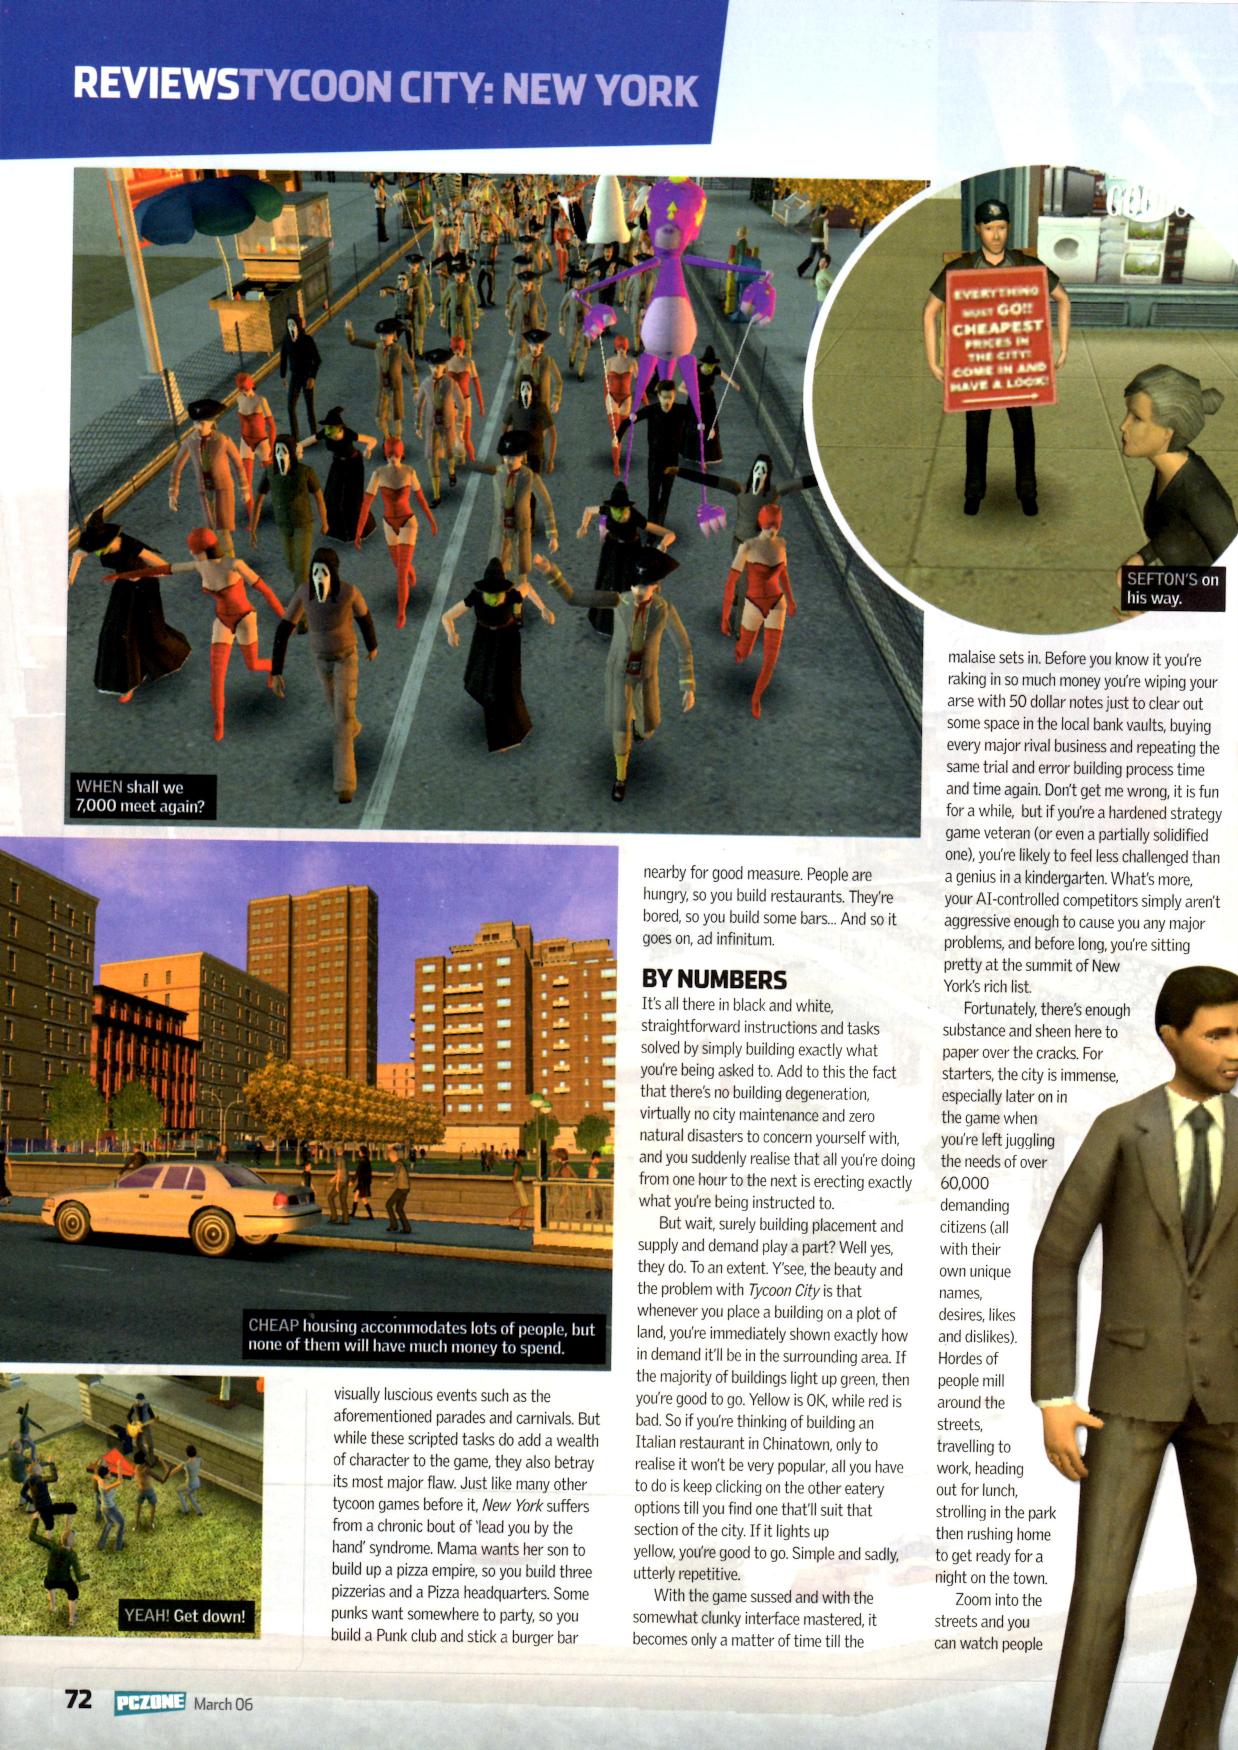 REVIEWSTYCOON CITY: NEW YORK
EVERYTHING
MUST GO!!
CHEAPEST
PRICES IN
THE CITY!
COME IN AND
HAVE A LOOK!
SEFTON'S on
his way.
WHEN shall we
7,000 meet again?
CHEAP housing accommodates lots of people, but
none of them will have much money to spend.
YEAH! Get down!
visually luscious events such as the
aforementioned parades and carnivals. But
while these scripted tasks do add a wealth
of character to the game, they also betray
its most major flaw. Just like many other
tycoon games before it, New York suffers
from a chronic bout of 'lead you by the
hand' syndrome. Mama wants her son to
build up a pizza empire, so you build three
pizzerias and a Pizza headquarters. Some
punks want somewhere to party, so you
build a Punk club and stick a burger bar
nearby for good measure. People are
hungry, so you build restaurants. They're
bored, so you build some bars... And so it
goes on, ad infinitum.
BY NUMBERS
It's all there in black and white,
straightforward instructions and tasks
solved by simply building exactly what
you're being asked to. Add to this the fact
that there's no building degeneration,
virtually no city maintenance and zero
natural disasters to concern yourself with,
and you suddenly realise that all you're doing
from one hour to the next is erecting exactly
what you're being instructed to.
But wait, surely building placement and
supply and demand play a part? Well yes,
they do. To an extent. Y'see, the beauty and
the problem with Tycoon City is that
whenever you place a building on a plot of
land, you're immediately shown exactly how
in demand it'll be in the surrounding area. If
the majority of buildings light up green, then
you're good to go. Yellow is OK, while red is
bad. So if you're thinking of building an
Italian restaurant in Chinatown, only to
realise it won't be very popular, all you have
to do is keep clicking on the other eatery
options till you find one that'll suit that
section of the city. If it lights up
yellow, you're good to go. Simple and sadly,
utterly repetitive.
With the game sussed and with the
somewhat clunky interface mastered, it
becomes only a matter of time till the
malaise sets in. Before you know it you're
raking in so much money you're wiping your
arse with 50 dollar notes just to clear out
some space in the local bank vaults, buying
every major rival business and repeating the
same trial and error building process time
and time again. Don't get me wrong, it is fun
for a while, but if you're a hardened strategy
game veteran (or even a partially solidified
one), you're likely to feel less challenged than
a genius in a kindergarten. What's more,
your AI-controlled competitors simply aren't
aggressive enough to cause you any major
problems, and before long, you're sitting
pretty at the summit of New
York's rich list.
Fortunately, there's enough
substance and sheen here to
paper over the cracks. For
starters, the city is immense,
especially later on in
the game when
you're left juggling
the needs of over
60,000
demanding
citizens (all
with their
own unique
names,
desires, likes
and dislikes).
Hordes of
people mill
around the
streets,
travelling to
work, heading
out for lunch,
strolling in the park
then rushing home
to get ready for a
night on the town.
Zoom into the
streets and you
can watch people
72 PCZONE March 06